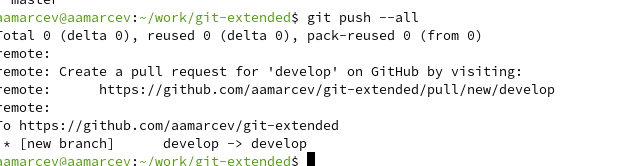 master
aamarcev@aamarcev:~/work/git-extended$ git push --all
Total 0 (delta 0), reused 0 (delta 0), pack-reused 0 (from 0)
remote:
remote: Create a pull request for 'develop' on GitHub by visiting:
remote:      https://github.com/aamarcev/git-extended/pull/new/develop
remote:
To https://github.com/aamarcev/git-extended
 * [new branch]      develop -> develop
aamarcev@aamarcev:~/work/git-extended$